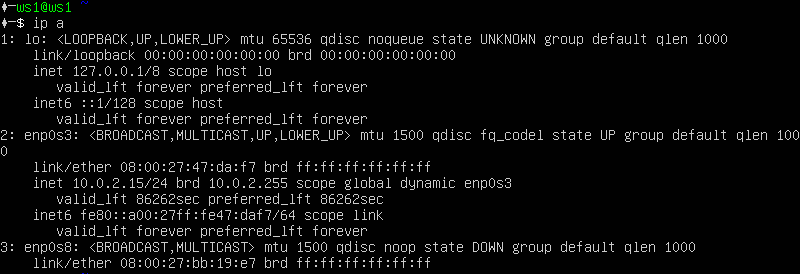 ♦─ws1@ws1 ~
♦─$ ip a
1: lo: <LOOPBACK,UP,LOWER_UP> mtu 65536 qdisc noqueue state UNKNOWN group default qlen 1000
    link/loopback 00:00:00:00:00:00 brd 00:00:00:00:00:00
    inet 127.0.0.1/8 scope host lo
       valid_lft forever preferred_lft forever
    inet6 ::1/128 scope host
       valid_lft forever preferred_lft forever
2: enp0s3: <BROADCAST,MULTICAST,UP,LOWER_UP> mtu 1500 qdisc fq_codel state UP group default qlen 100
0
    link/ether 08:00:27:47:da:f7 brd ff:ff:ff:ff:ff:ff
    inet 10.0.2.15/24 brd 10.0.2.255 scope global dynamic enp0s3
       valid_lft 86262sec preferred_lft 86262sec
    inet6 fe80::a00:27ff:fe47:daf7/64 scope link
       valid_lft forever preferred_lft forever
3: enp0s8: <BROADCAST,MULTICAST> mtu 1500 qdisc noop state DOWN group default qlen 1000
    link/ether 08:00:27:bb:19:e7 brd ff:ff:ff:ff:ff:ff